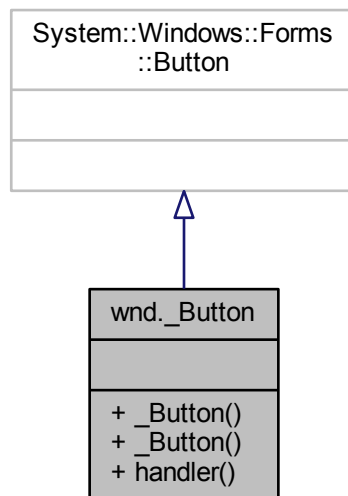 System::Windows::Forms
::Button
wnd._Button
+ _Button()
+ _Button()
+ handler()